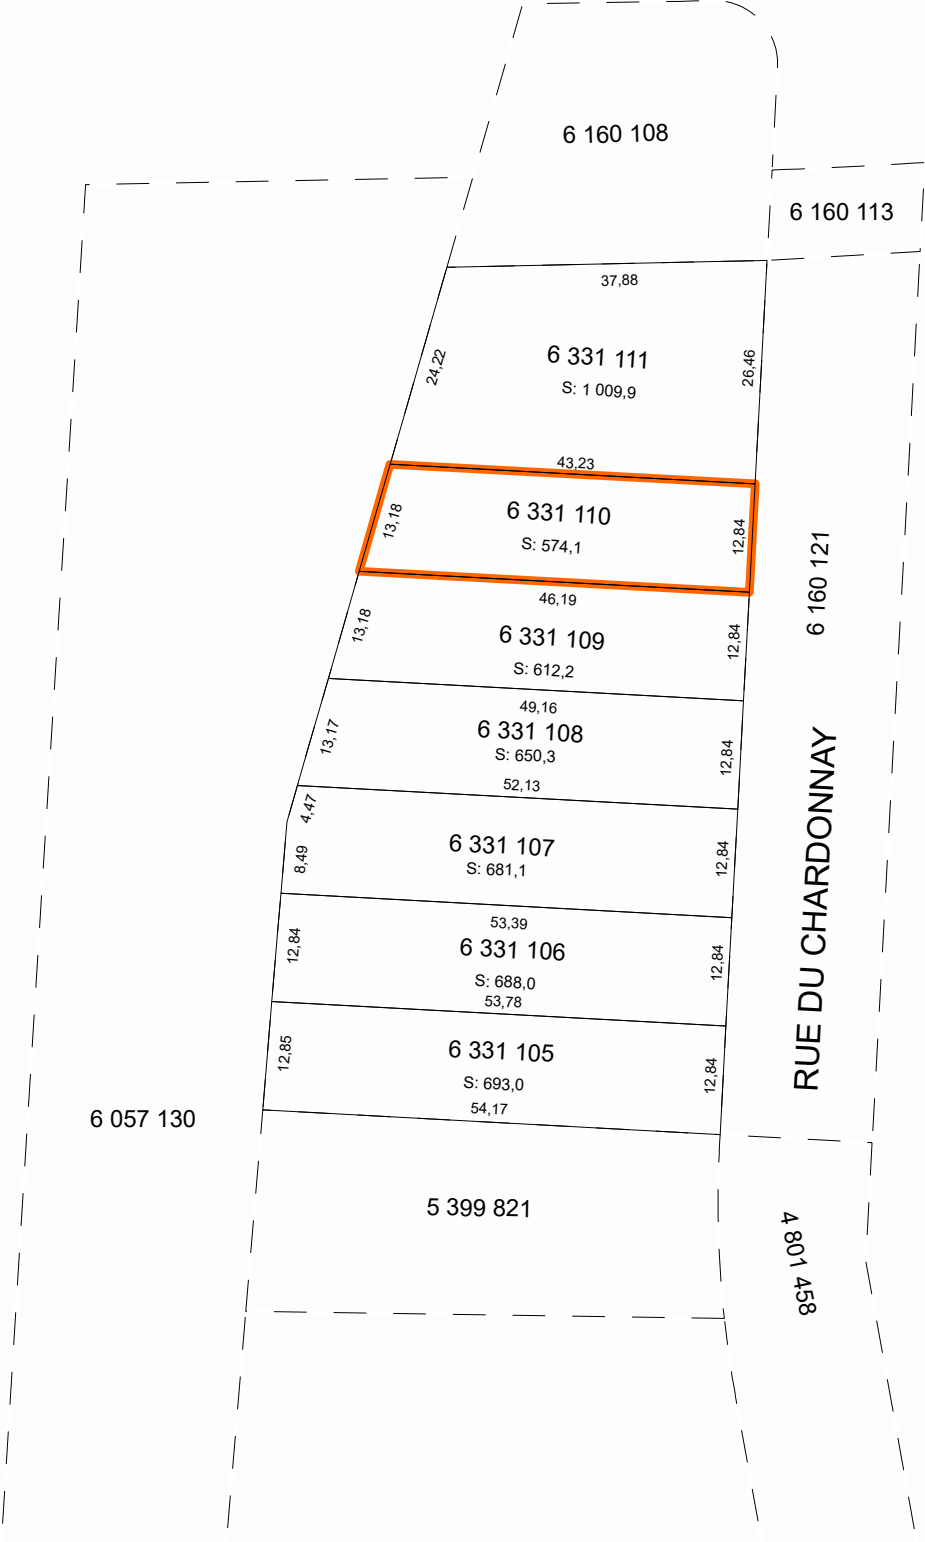 6 160 108
6 160 113
37,88
24,22
6 331 111
S: 1 009,9
26,46
43,23
13,18
6 331 110
S: 574,1
12,84
46,19
13,18
6 331 109
S: 612,2
12,84
6 160 121
49,16
13,17
6 331 108
S: 650,3
12,84
52,13
4,47
8,49
6 331 107
S: 681,1
12,84
RUE DU CHARDONNAY
53,39
12,84
6 331 106
S: 688,0
12,84
53,78
12,85
6 331 105
S: 693,0
12,84
54,17
6 057 130
5 399 821
4 801 458